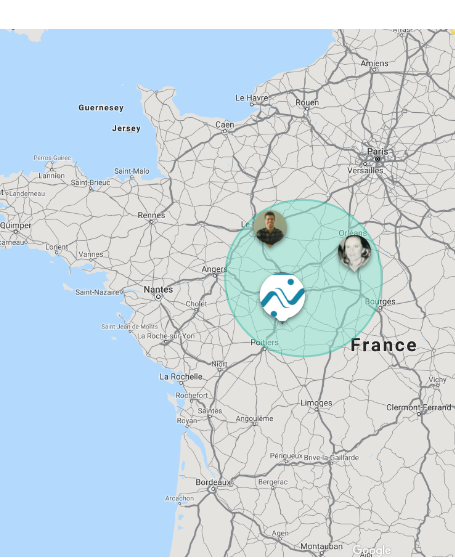 Amiens
Le Havre
Rouen
Guernesey
Caen
Jersey
Paris
Versailles
Perros-Guirec
Lannien
Saint-Malo
Saint-Brieuc
Landerneau
Rennes
Quimper
Le
Orléans
Lorient
Vannes
Angers
Nantes
Saint-Nazaire
Cholet
Bourges
Saint-Jean-de-Monts
La Roche-sur-Yon
Poitiers
France
Niort
La Rochelle
Vichy
Rochefort
Limoges
Saintes
Clermont-Ferrand
Royan
Angoulême
Périgueux
Brive-la-Gaillarde
Bordeaux
Bergerac
Arcachon
Agen
Montauban
Google